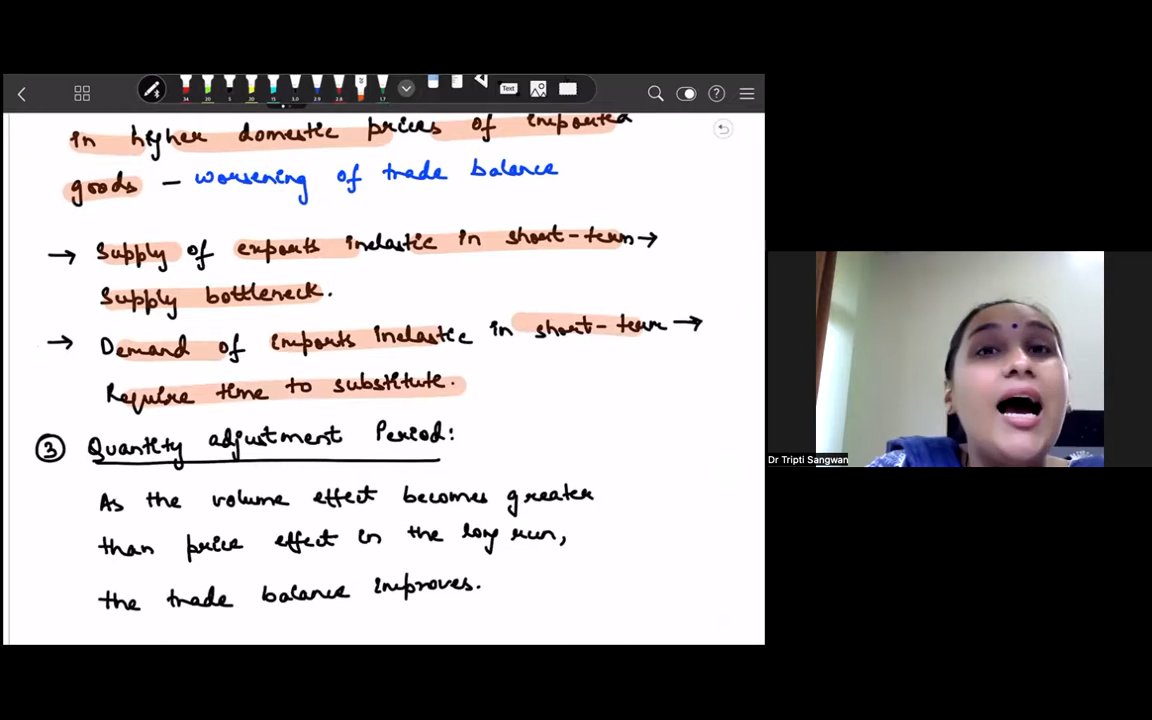 Text
in higher domestic prices of imported
goods – worsening of trade balance
→ Supply of exports inelastic in short-term →
Supply bottleneck.
→ Demand of imports inelastic in short-term →
Require time to substitute.
③ Quantity adjustment Period:
As the volume effect becomes greater
than price effect in the long run,
the trade balance improves.
Dr Tripti Sangwan